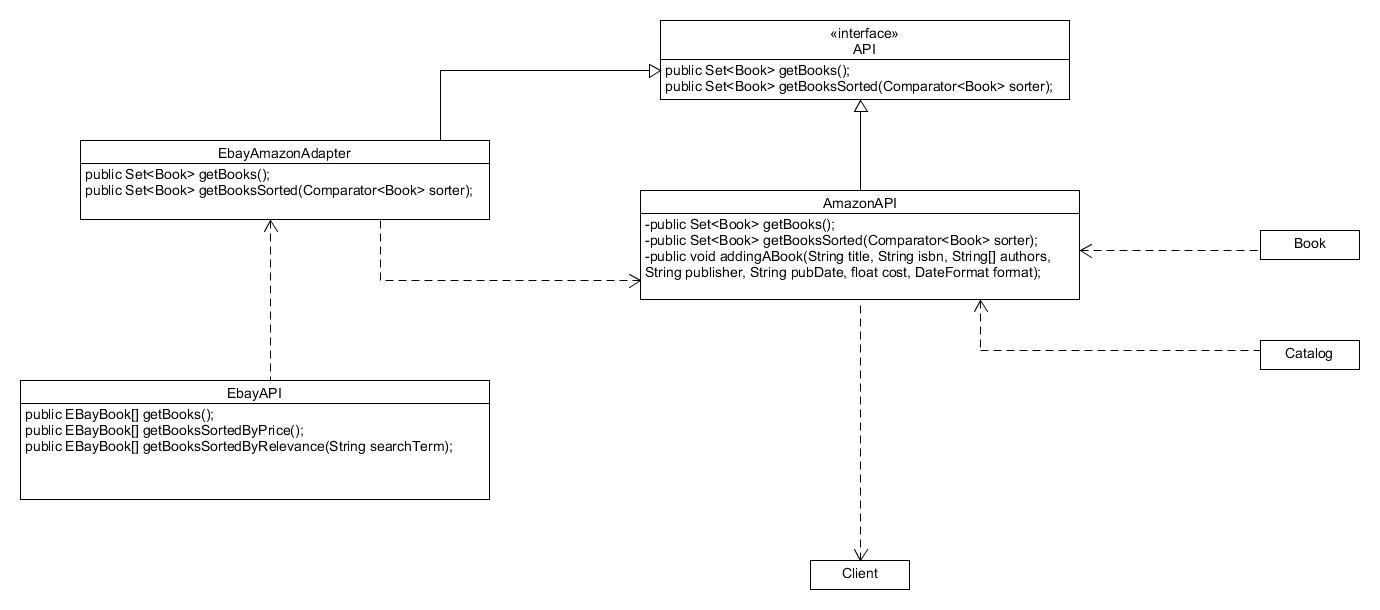 «interface»
API
public Set<Book> getBooks();
public Set<Book> getBooksSorted(Comparator<Book> sorter);
EbayAmazonAdapter
public Set<Book> getBooks();
public Set<Book> getBooksSorted(Comparator<Book> sorter);
AmazonAPI
-public Set<Book> getBooks();
-public Set<Book> getBooksSorted(Comparator<Book> sorter);
-public void addingABook(String title, String isbn, String[] authors,
String publisher, String pubDate, float cost, DateFormat format);
Book
Catalog
EbayAPI
public EBayBook[] getBooks();
public EBayBook[] getBooksSortedByPrice();
public EBayBook[] getBooksSortedByRelevance(String searchTerm);
Client